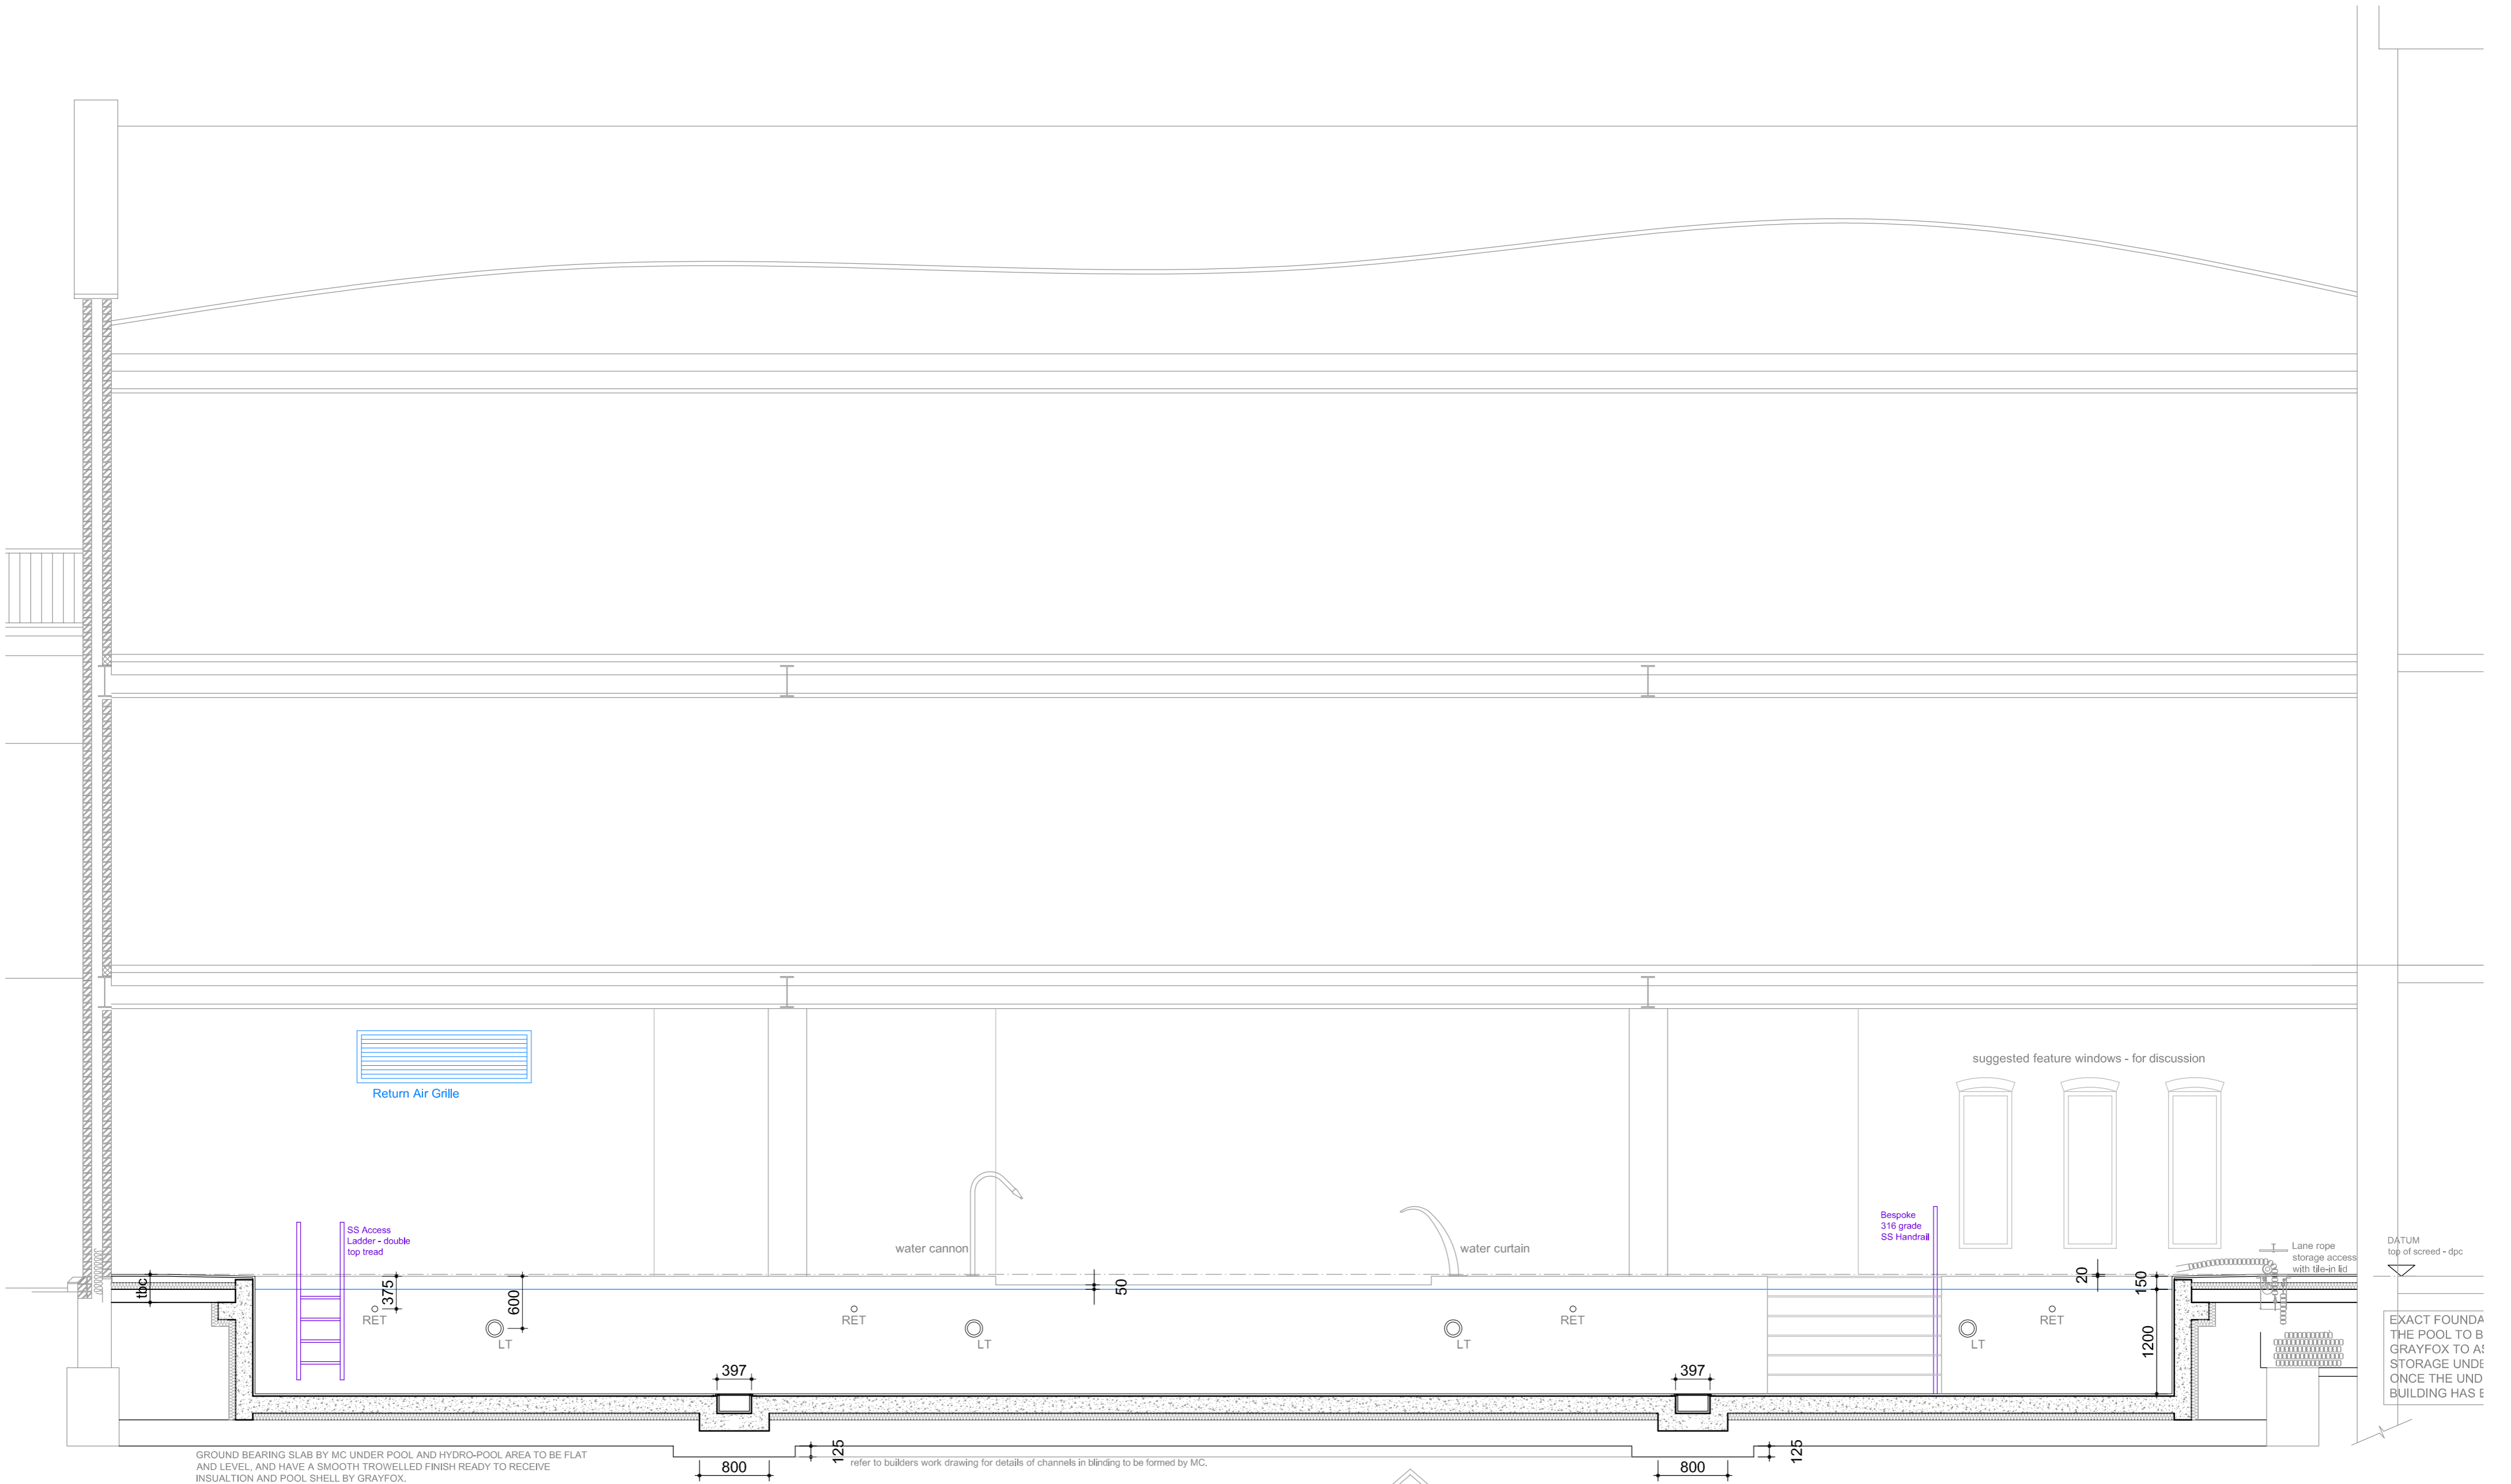 Return Air Grille
suggested feature windows - for discussion
SS Access
Ladder - double
top tread
water cannon
water curtain
Bespoke
316 grade
SS Handrail
Lane rope
storage access
with tile-in lid
DATUM
top of screed - dpc
tbc
375
600
50
20
150
1200
RET
RET
RET
RET
LT
LT
LT
LT
397
397
EXACT FOUNDA
THE POOL TO B
GRAYFOX TO AS
STORAGE UNDE
ONCE THE UND
BUILDING HAS B
GROUND BEARING SLAB BY MC UNDER POOL AND HYDRO-POOL AREA TO BE FLAT
AND LEVEL, AND HAVE A SMOOTH TROWELLED FINISH READY TO RECEIVE
INSUALTION AND POOL SHELL BY GRAYFOX.
800
125
refer to builders work drawing for details of channels in blinding to be formed by MC.
800
125